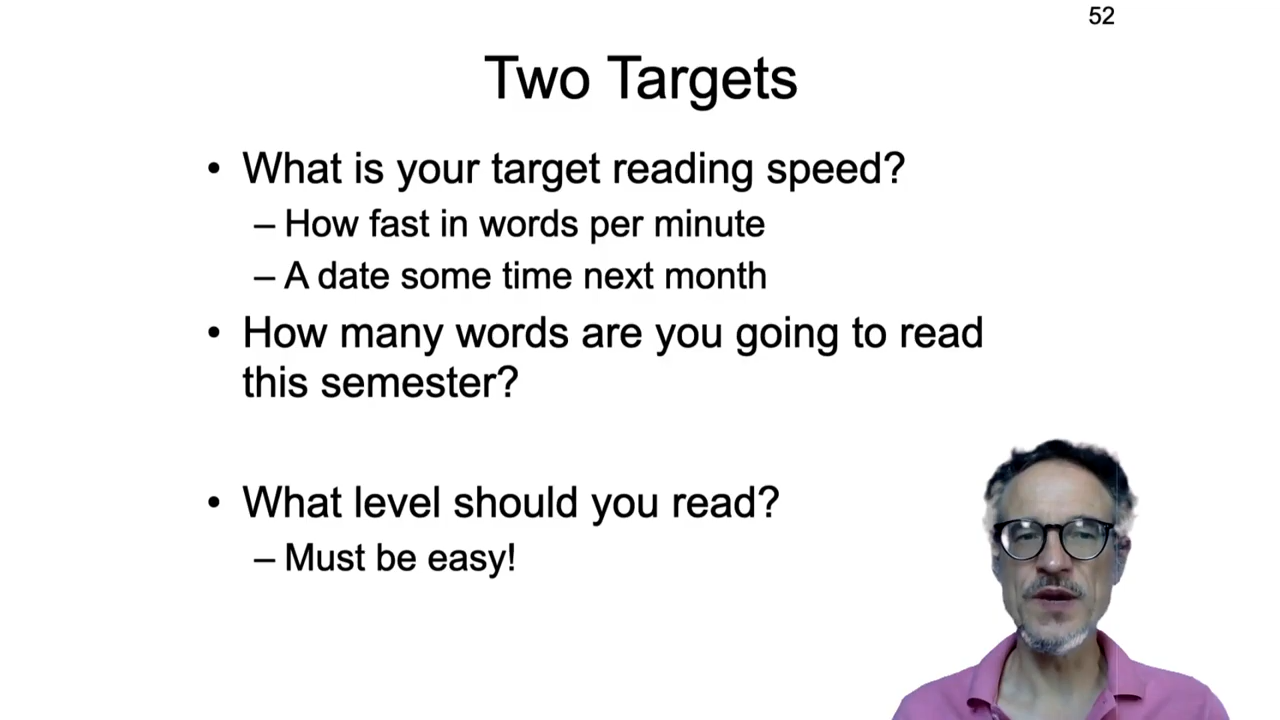 52
Two Targets
• What is your target reading speed?
– How fast in words per minute
– A date some time next month
• How many words are you going to read
this semester?
• What level should you read?
– Must be easy!